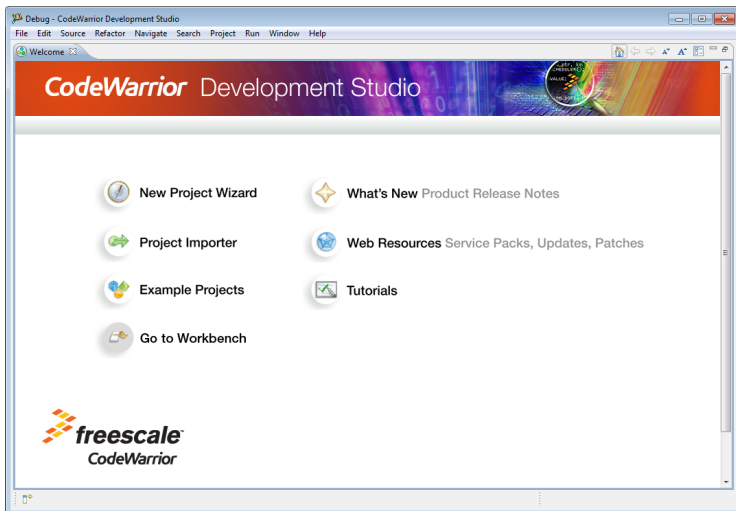 Debug - CodeWarrior Development Studio
File Edit Source Refactor Navigate Search Project Run Window Help
Welcome
CodeWarrior Development Studio
New Project Wizard
What's New Product Release Notes
Project Importer
Web Resources Service Packs, Updates, Patches
Example Projects
Tutorials
Go to Workbench
freescale™
CodeWarrior